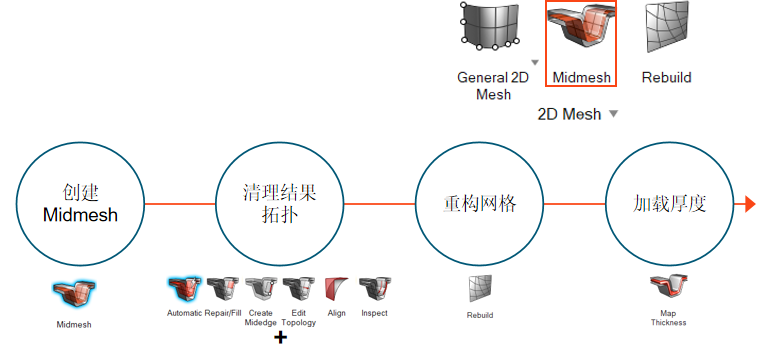 General 2D
Mesh
Midmesh
Rebuild
2D Mesh
创建
Midmesh
清理结果
拓扑
重构网格
加载厚度
Midmesh
Automatic
Repair/Fill
Create
Midedge
Edit
Topology
Align
Inspect
+
Rebuild
Map
Thickness